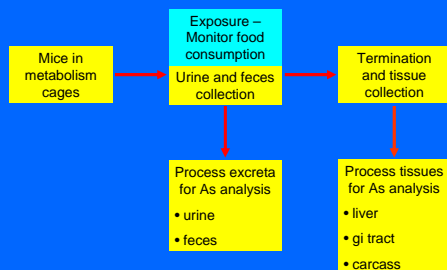 Exposure –
Monitor food
consumption
Mice in
metabolism
cages
Urine and feces
collection
Termination
and tissue
collection
Process excreta
for As analysis
• urine
• feces
Process tissues
for As analysis
• liver
• gi tract
• carcass